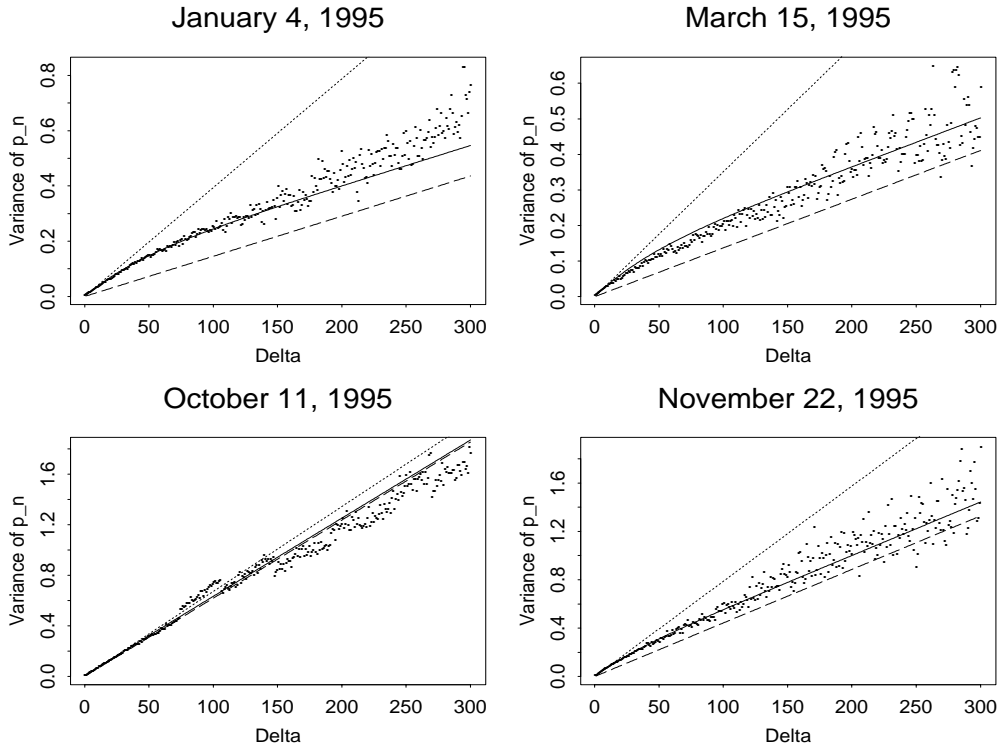 January 4, 1995
Variance of p_n
0.0 0.2 0.4 0.6 0.8
0 50 100 150 200 250 300
Delta
March 15, 1995
Variance of p_n
0.0 0.1 0.2 0.3 0.4 0.5 0.6
0 50 100 150 200 250 300
Delta
October 11, 1995
Variance of p_n
0.0 0.4 0.8 1.2 1.6
0 50 100 150 200 250 300
Delta
November 22, 1995
Variance of p_n
0.0 0.4 0.8 1.2 1.6
0 50 100 150 200 250 300
Delta